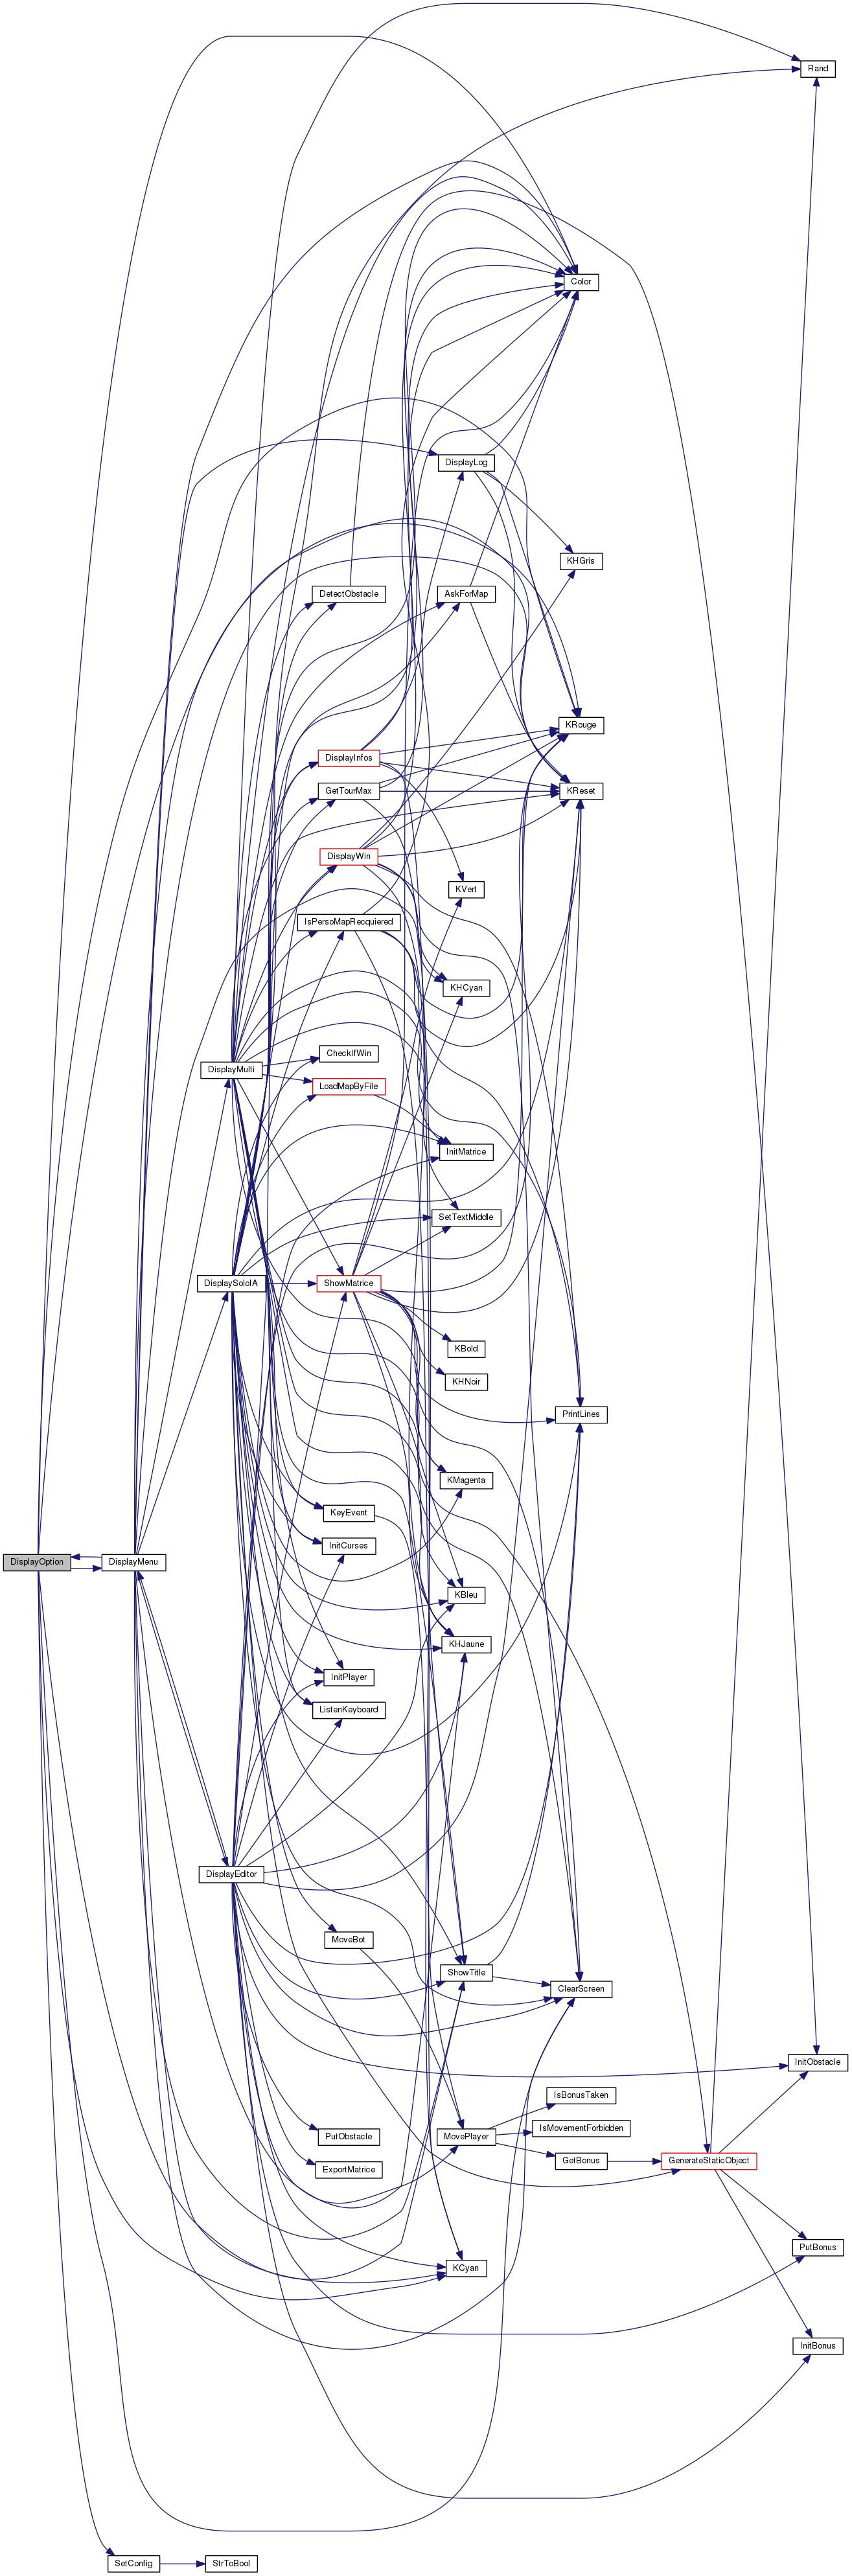 Rand
Color
DisplayLog
KHGris
DetectObstacle
AskForMap
KRouge
DisplayInfos
GetTourMax
KReset
DisplayWin
KVert
IsPersoMapRecquiered
KHCyan
CheckIfWin
DisplayMulti
LoadMapByFile
InitMatrice
SetTextMiddle
DisplaySoloIA
ShowMatrice
KBold
KHNoir
PrintLines
KMagenta
KeyEvent
InitCurses
DisplayOption
DisplayMenu
KBleu
KHJaune
InitPlayer
ListenKeyboard
DisplayEditor
MoveBot
ShowTitle
ClearScreen
InitObstacle
IsBonusTaken
IsMovementForbidden
PutObstacle
MovePlayer
GetBonus
GenerateStaticObject
ExportMatrice
PutBonus
KCyan
InitBonus
SetConfig
StrToBool